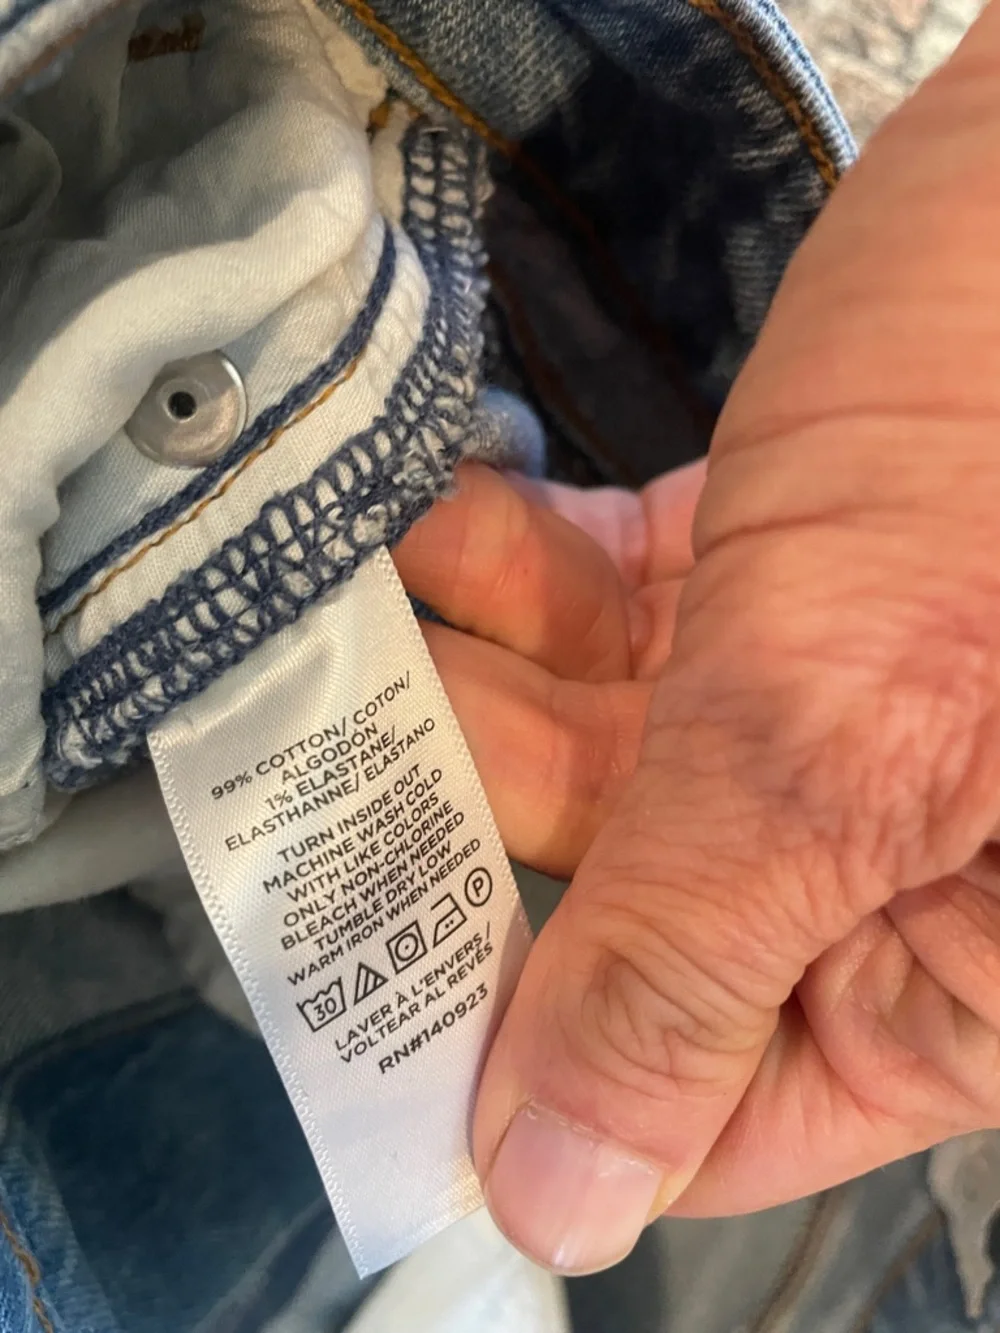 99% COTTON/ COTON/
ALGODÓN
1% ELASTANE/
ELASTHANNE/ ELASTANO
TURN INSIDE OUT
MACHINE WASH COLD
WITH LIKE COLORS
ONLY NON-CHLORINE
BLEACH WHEN NEEDED
TUMBLE DRY LOW
WARM IRON WHEN NEEDED
30 P
LAVER À L'ENVERS /
VOLTEAR AL REVÉS
RN#140923